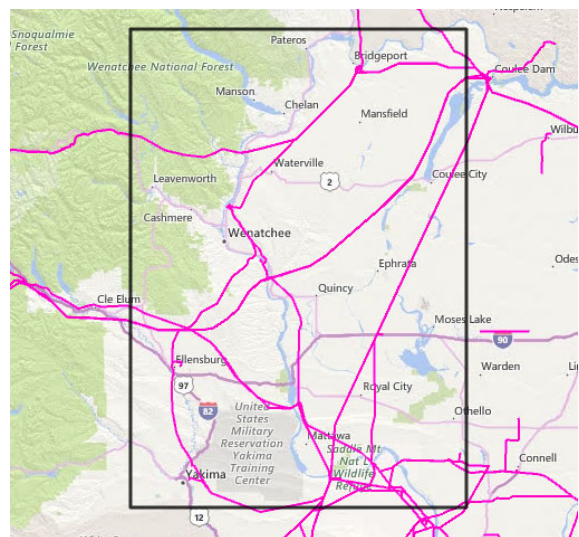 Snoqualmie
Forest
Pateros
Bridgeport
Wenatchee National Forest
Coulee Dam
Manson
Chelan
Mansfield
Wilbu
Waterville
2
Leavenworth
Coulee City
Cashmere
Wenatchee
Ephrata
Odes
Quincy
Cle Elum
Moses Lake
90
Ellensburg
Warden
Lin
97
Royal City
82
United
States
Military
Reservation
Yakima
Training
Center
Othello
Mattawa
Saddle Mt
Nat'l
Wildlife
Connell
Yakima
12